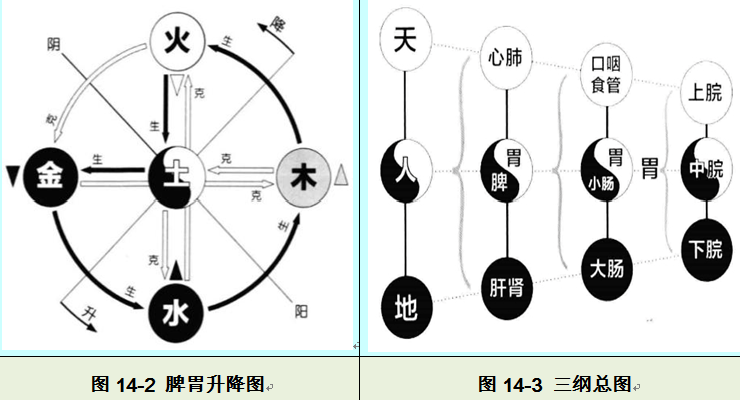 火
降
阴
生
克
克
生
金
生
土
克
木
克
生
克
生
水
升
阳
图 14-2 脾胃升降图
天
心肺
口咽
食管
上脘
人
胃
脾
胃
小肠
胃
中脘
地
肝肾
大肠
下脘
图 14-3 三纲总图